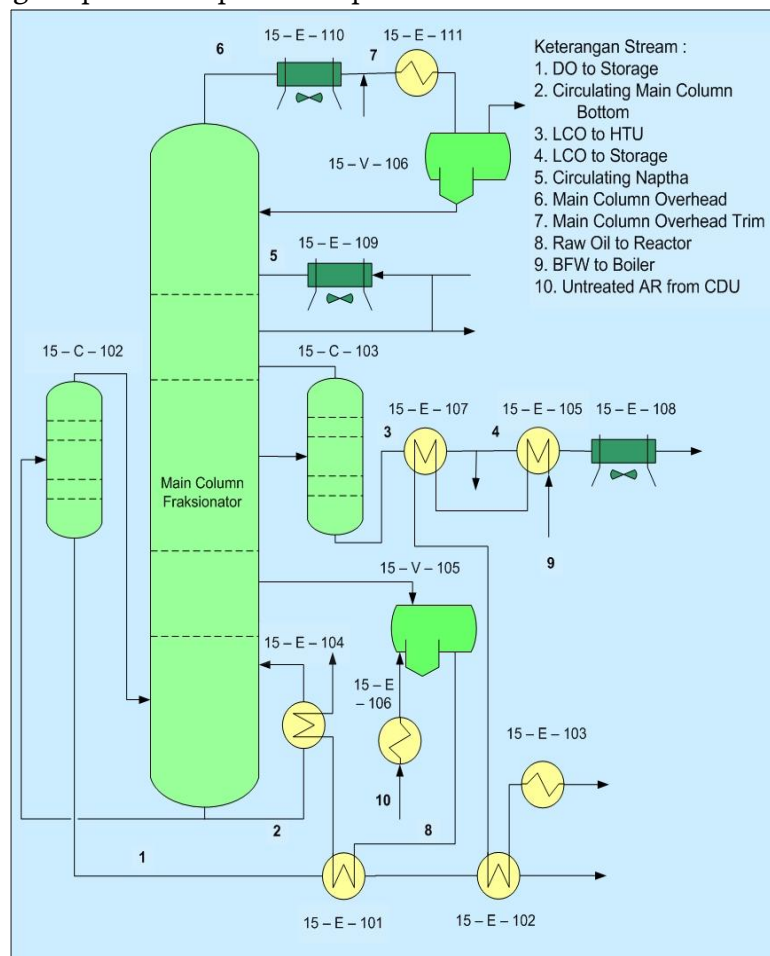 15 – E – 110
15 – E – 111
6
7
Keterangan Stream :
1. DO to Storage
2. Circulating Main Column
Bottom
3. LCO to HTU
4. LCO to Storage
5. Circulating Naptha
6. Main Column Overhead
7. Main Column Overhead Trim
8. Raw Oil to Reactor
9. BFW to Boiler
10. Untreated AR from CDU
15 – V – 106
15 – E – 109
5
15 – C – 102
15 – C – 103
15 – E – 107
15 – E – 105
15 – E – 108
3
4
Main Column
Fraksionator
9
15 – V – 105
15 – E – 104
15 – E
– 106
15 – E – 103
10
2
8
1
15 – E – 101
15 – E – 102